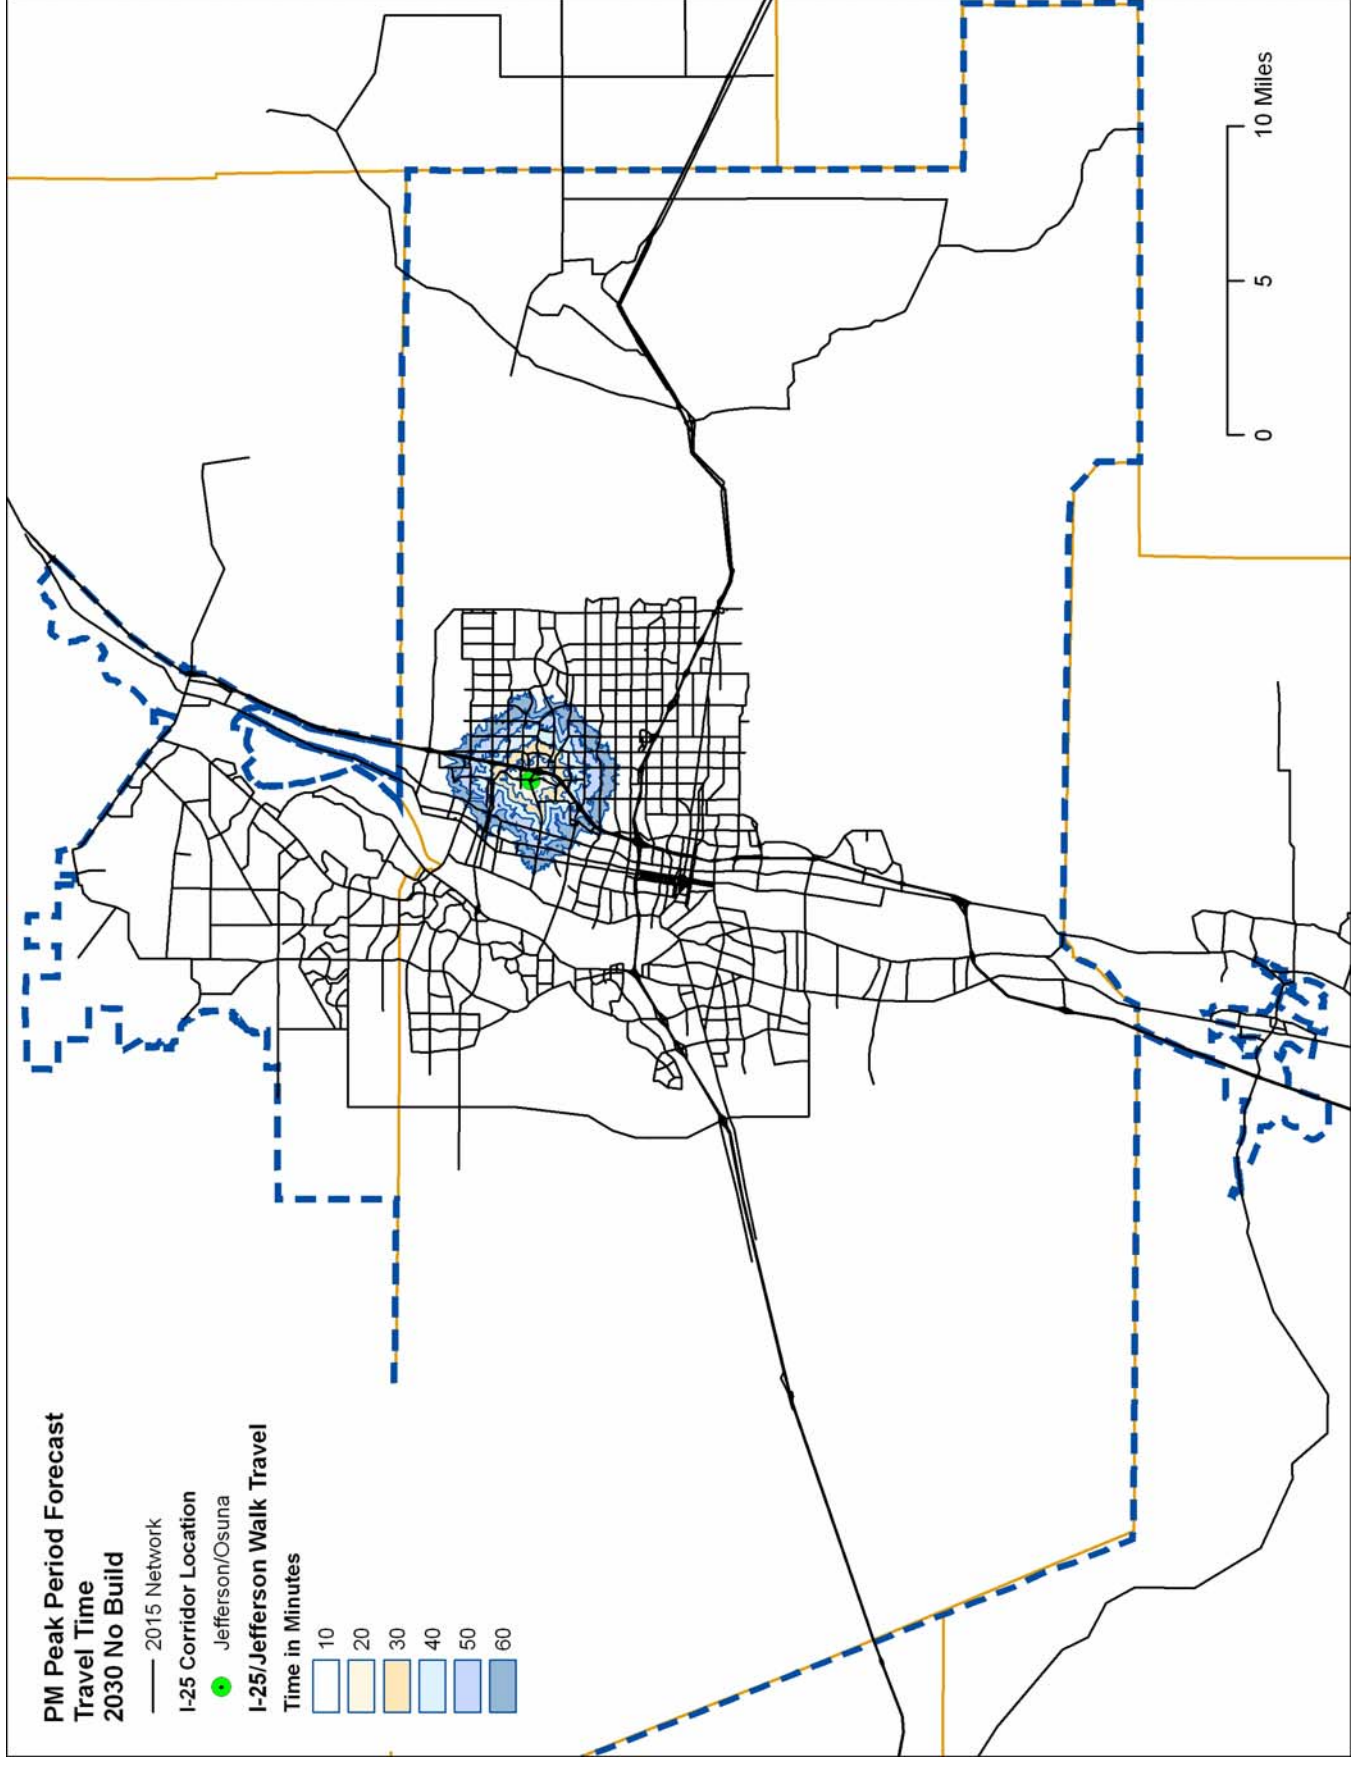 PM Peak Period Forecast
Travel Time
2030 No Build
2015 Network
I-25 Corridor Location
Jefferson/Osuna
I-25/Jefferson Walk Travel
Time in Minutes
10
20
30
40
50
60
0
5
10 Miles